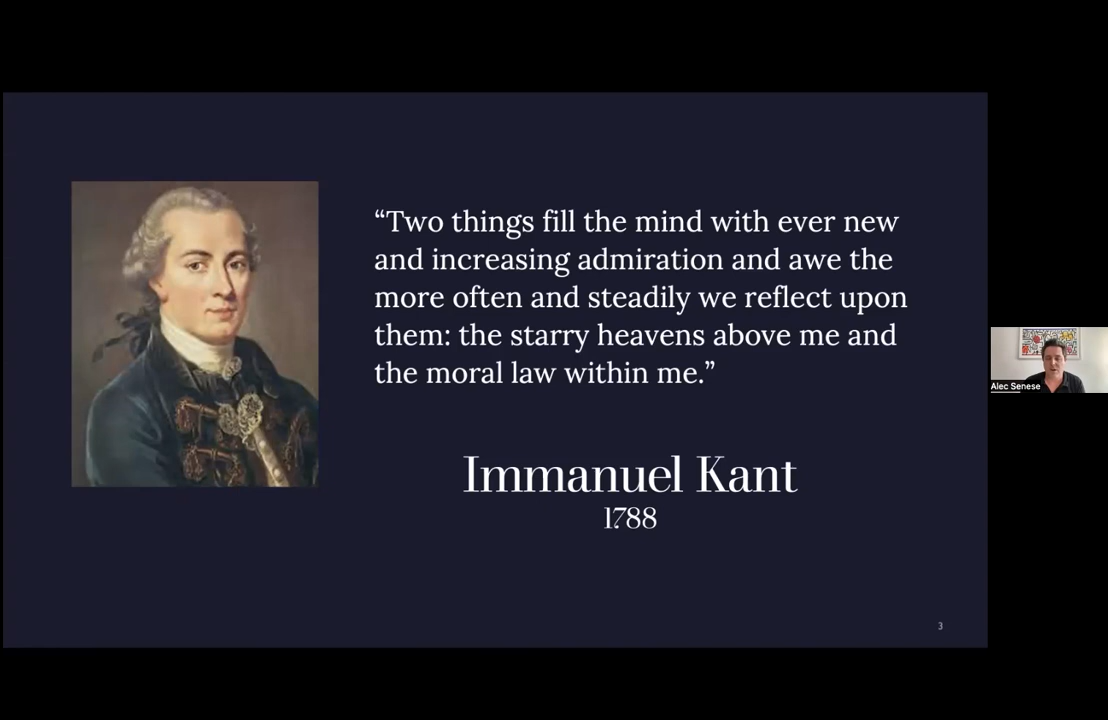 “Two things fill the mind with ever new
and increasing admiration and awe the
more often and steadily we reflect upon
them: the starry heavens above me and
the moral law within me.”
Immanuel Kant
1788
3
Alec Senese